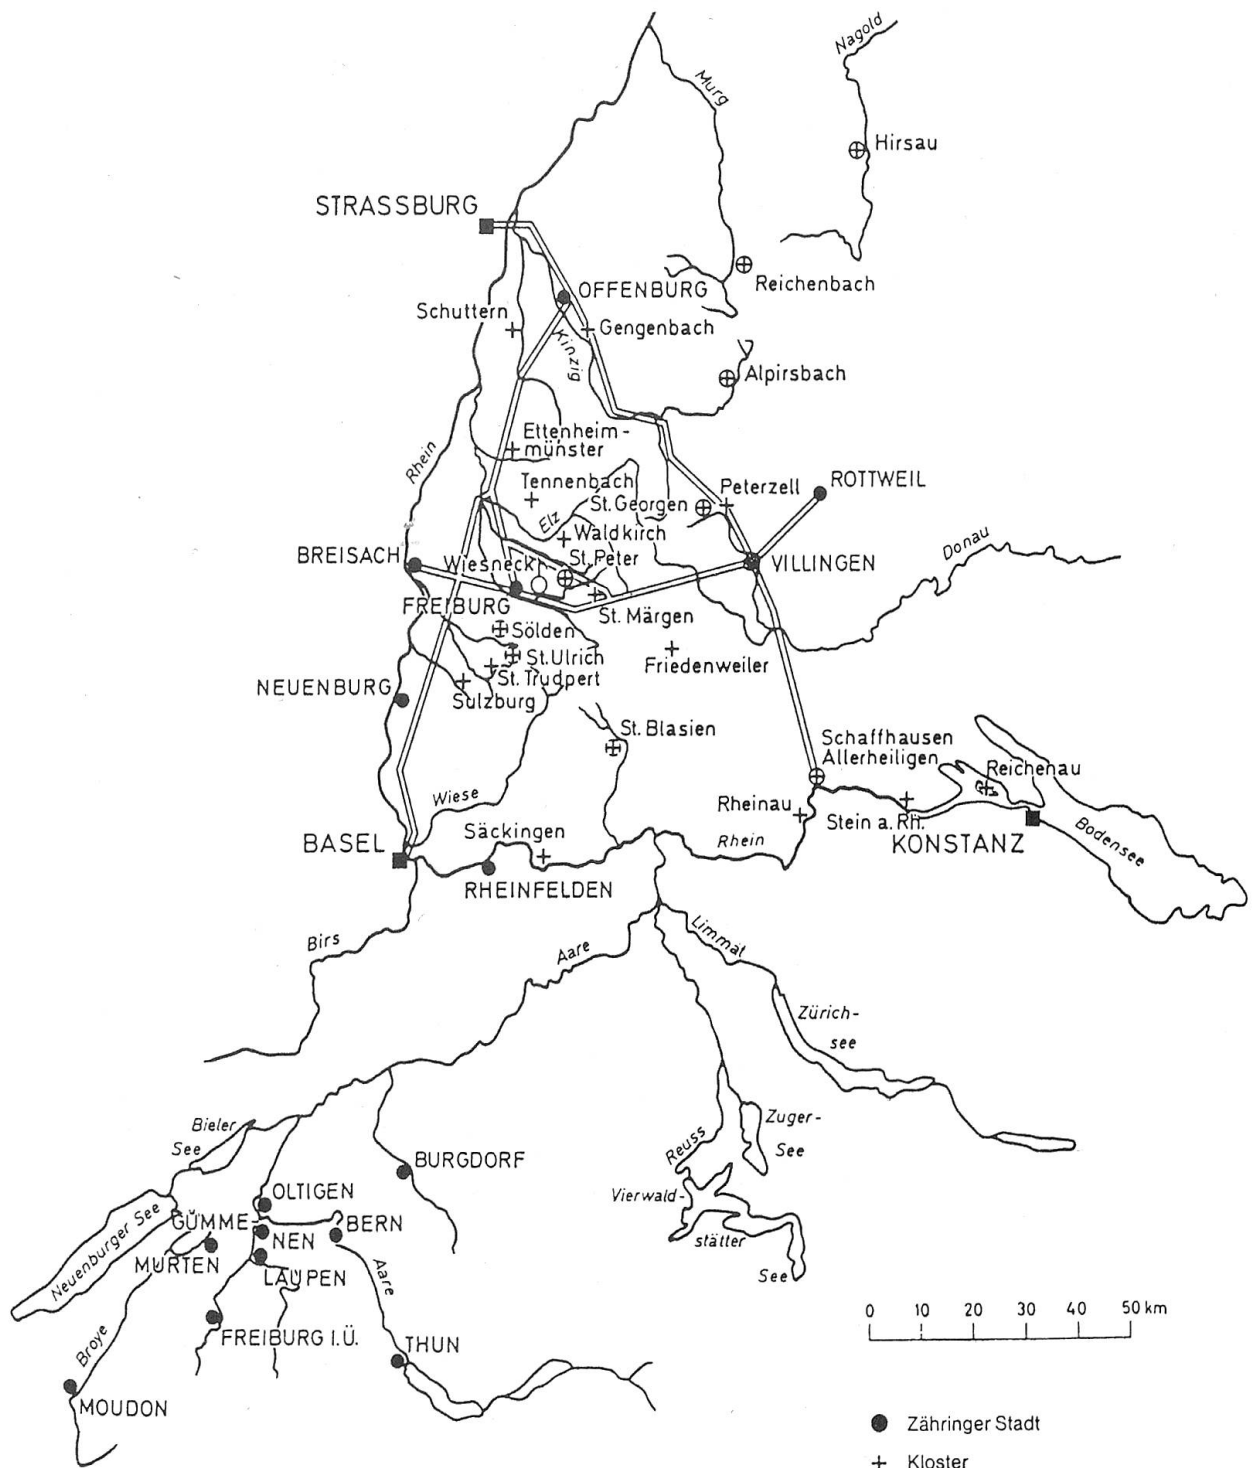 Nagold
Murg
Hirsau
STRASSBURG
Reichenbach
OFFENBURG
Schuttern
Gengenbach
Kinzig
Alpirsbach
Ettenheim-
münster
Rhein
Tennenbach
Peterzell
ROTTWEIL
St. Georgen
Elz
Waldkirch
BREISACH
Wiesneck
St. Peter
VILLINGEN
Donau
FREIBURG
St. Märgen
Sölden
St. Ulrich
Friedenweiler
St. Trudpert
NEUENBURG
Sulzburg
St. Blasien
Schaffhausen
Allerheiligen
Reichenau
Wiese
Rheinau
Stein a. Rh.
BASEL
Säckingen
Rhein
KONSTANZ
Bodensee
RHEINFELDEN
Birs
Aare
Limmat
Zürich-
see
Bieler
See
Zuger-
See
Reuss
BURGDORF
OLTIGEN
Vierwald-
stätter
See
Neuenburger See
GÜMME-
NEN
BERN
MURTEN
LAUPEN
Aare
FREIBURG I.Ü.
THUN
Broye
MOUDON
0 10 20 30 40 50 km
Zähringer Stadt
Kloster